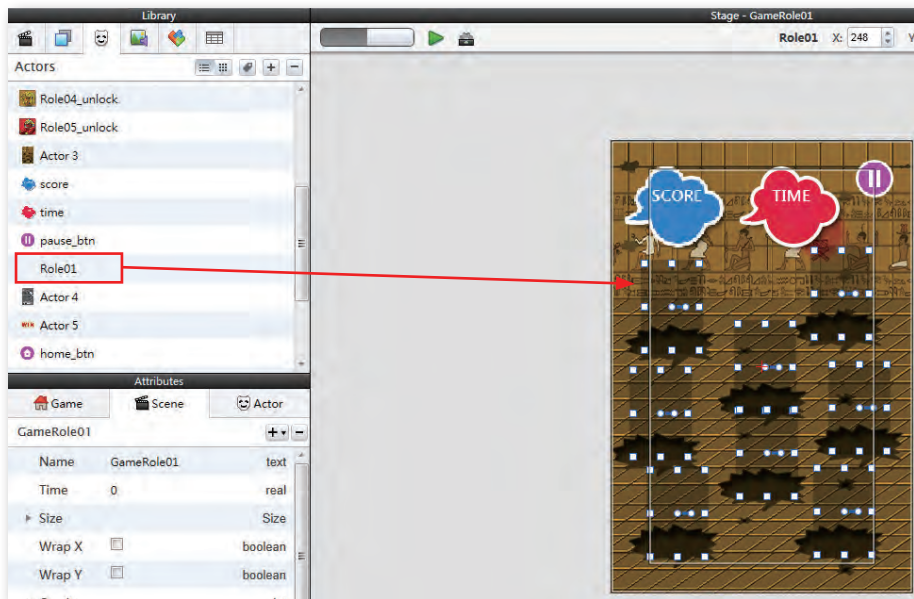 Library
Stage - GameRole01
Role01 X: 248 Y
Actors
Role04_unlock
Role05_unlock
Actor 3
score
time
pause_btn
Role01
Actor 4
WIN Actor 5
home_btn
SCORE
TIME
Attributes
Game Scene Actor
GameRole01
Name GameRole01 text
Time 0 real
Size Size
Wrap X boolean
Wrap Y boolean